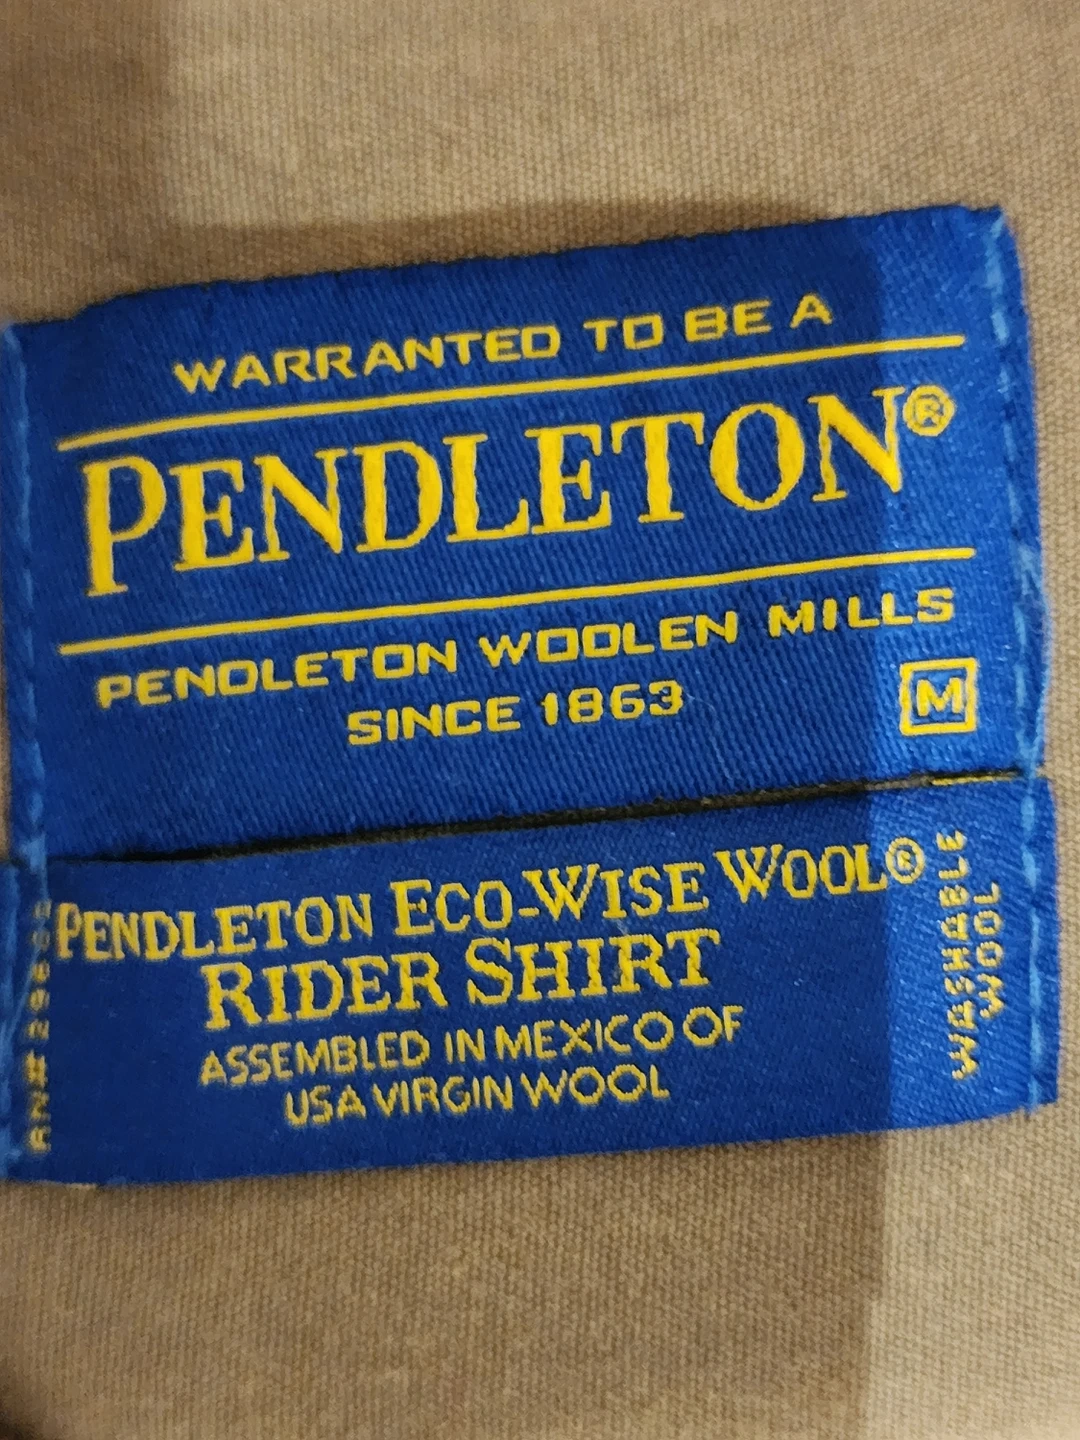 WARRANTED TO BE A
PENDLETON®
PENDLETON WOOLEN MILLS
SINCE 1863
M
PENDLETON ECO-WISE WOOL®
RIDER SHIRT
ASSEMBLED IN MEXICO OF
USA VIRGIN WOOL
WASHABLE
WOOL
RN#